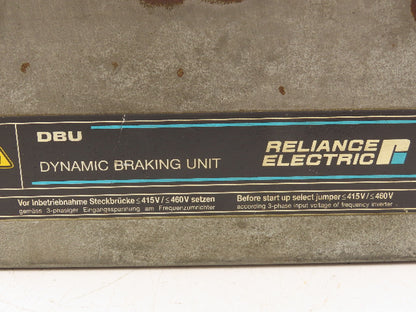 DBU
DYNAMIC BRAKING UNIT
RELIANCE
ELECTRIC
Vor Inbetriebnahme Steckbrücke ≤ 415V / ≤ 460V setzen
gemäss 3-phasiger Eingangsspannung am Frequenzumrichter
Before start up select jumper ≤ 415V / ≤ 460V
according 3-phase input voltage of frequency inverter